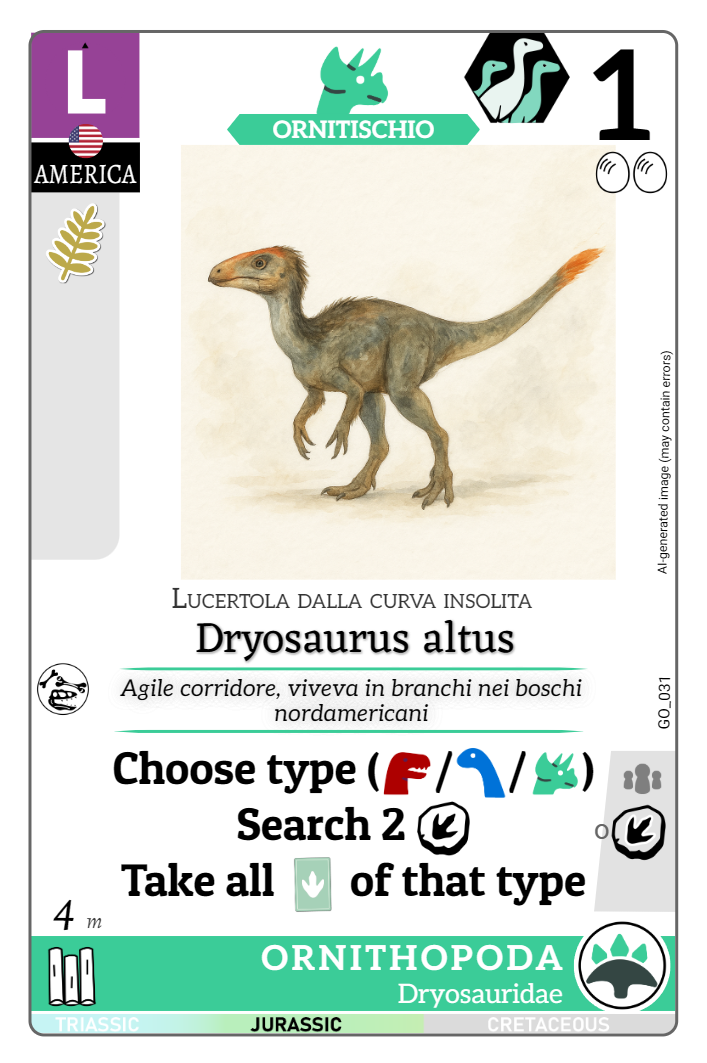 L
AMERICA
ORNITISCHIO
1
AI-generated image (may contain errors)
Lucertola dalla curva insolita
Dryosaurus altus
Agile corridore, viveva in branchi nei boschi
nordamericani
GO_031
Choose type ( / / )
Search 2
o
Take all of that type
4 m
ORNITHOPODA
Dryosauridae
TRIASSIC JURASSIC CRETACEOUS